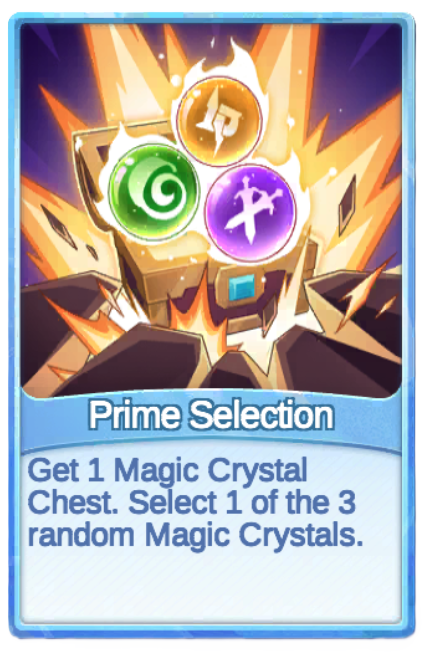 Prime Selection
Get 1 Magic Crystal
Chest. Select 1 of the 3
random Magic Crystals.